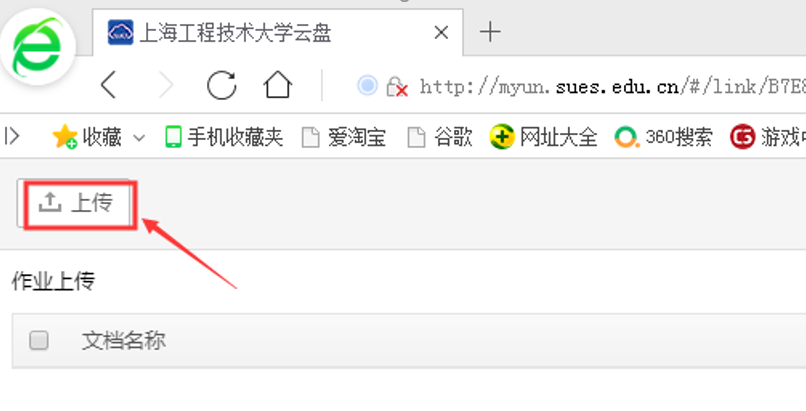 上海工程技术大学云盘
http://myun.sues.edu.cn/#/link/B7E8
收藏 手机收藏夹 爱淘宝 谷歌 网址大全 360搜索 游戏中
上传
作业上传
文档名称